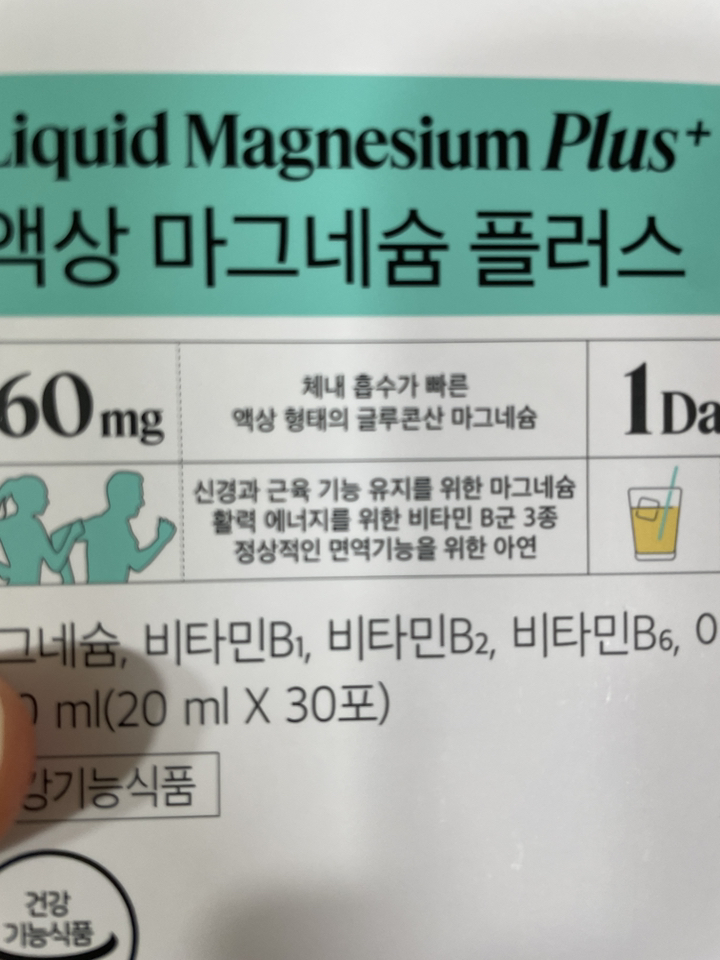 Liquid Magnesium Plus+
액상 마그네슘 플러스
60 mg
체내 흡수가 빠른
액상 형태의 글루콘산 마그네슘
1Da
신경과 근육 기능 유지를 위한 마그네슘
활력 에너지를 위한 비타민 B군 3종
정상적인 면역기능을 위한 아연
그네슘, 비타민B₁, 비타민B₂, 비타민B₆, 아
0 ml(20 ml X 30포)
강기능식품
건강
기능식품